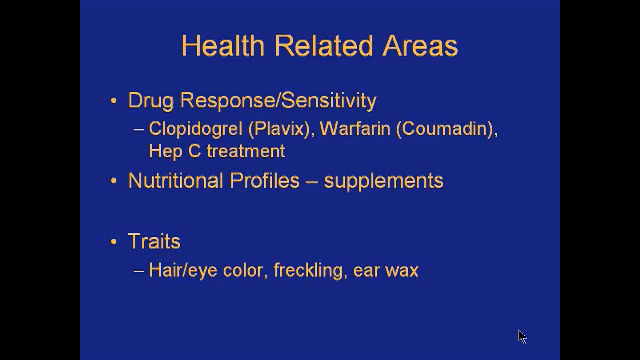 Health Related Areas
• Drug Response/Sensitivity
– Clopidogrel (Plavix), Warfarin (Coumadin),
Hep C treatment
• Nutritional Profiles – supplements
• Traits
– Hair/eye color, freckling, ear wax